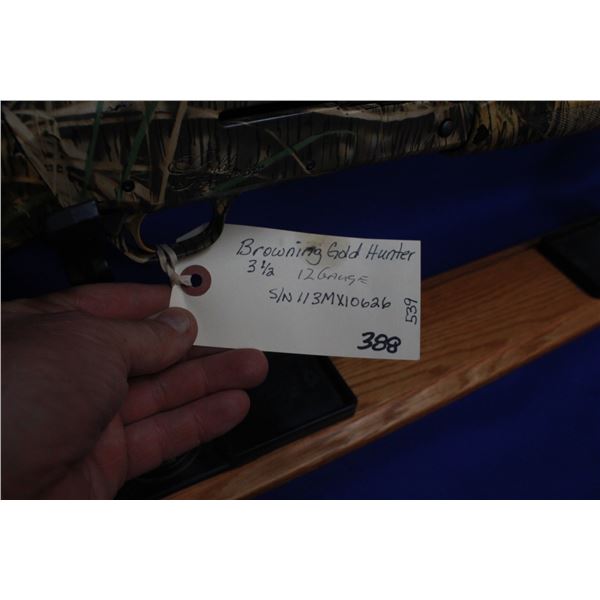 Browning Gold Hunter
3 1/2 12 GAUGE
S/N 113MX10626
539
388